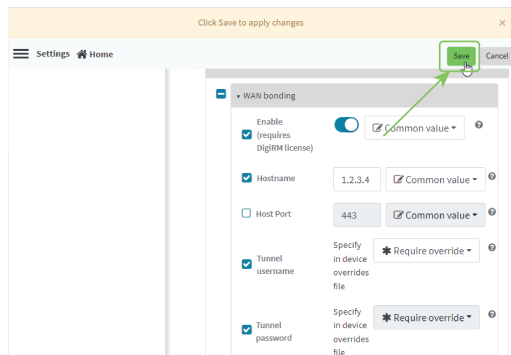 Click Save to apply changes ×
Settings Home Save Cancel
WAN bonding
Enable
(requires
DigiRM license)
Common value
Hostname 1.2.3.4 Common value
Host Port 443 Common value
Tunnel
username
Specify
in device
overrides
file
Require override
Tunnel
password
Specify
in device
overrides
file
Require override